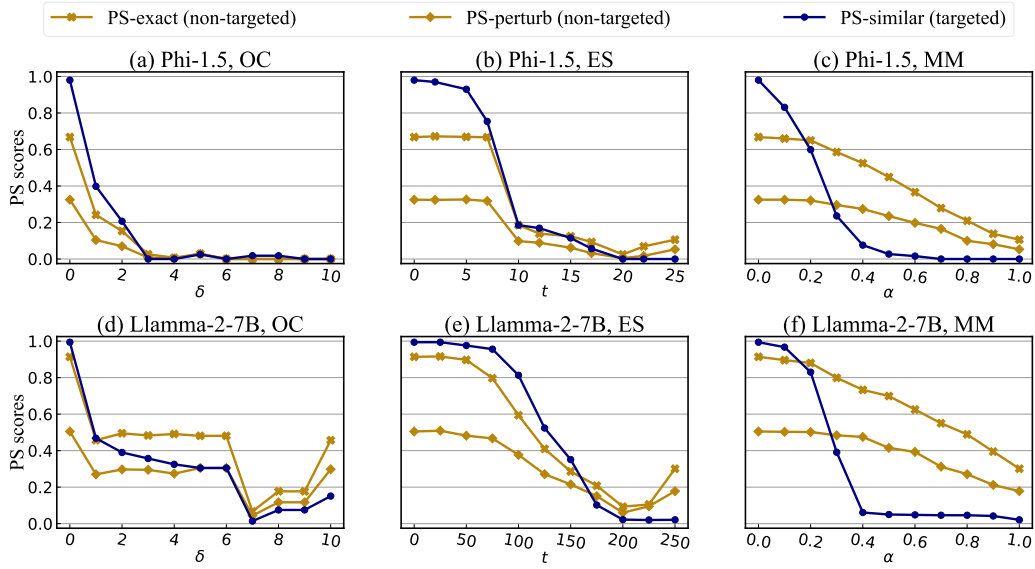 PS-exact (non-targeted) PS-perturb (non-targeted) PS-similar (targeted)
(a) Phi-1.5, OC (b) Phi-1.5, ES (c) Phi-1.5, MM
PS scores
1.0
0.8
0.6
0.4
0.2
0.0
0 2 4 6 8 10
δ
0 5 10 15 20 25
t
0.0 0.2 0.4 0.6 0.8 1.0
α
(d) Llamma-2-7B, OC (e) Llamma-2-7B, ES (f) Llamma-2-7B, MM
PS scores
1.0
0.8
0.6
0.4
0.2
0.0
0 2 4 6 8 10
δ
0 50 100 150 200 250
t
0.0 0.2 0.4 0.6 0.8 1.0
α